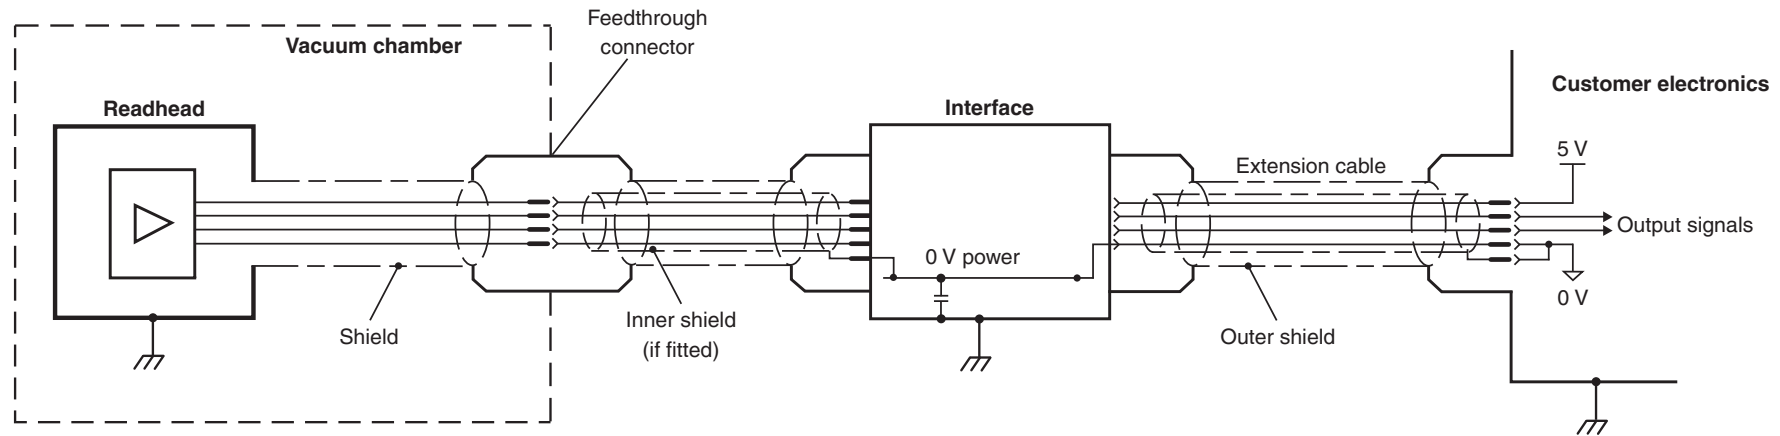 Feedthrough
connector
Vacuum chamber
Readhead
Interface
Customer electronics
Extension cable
5 V
Output signals
0 V power
0 V
Shield
Inner shield
(if fitted)
Outer shield